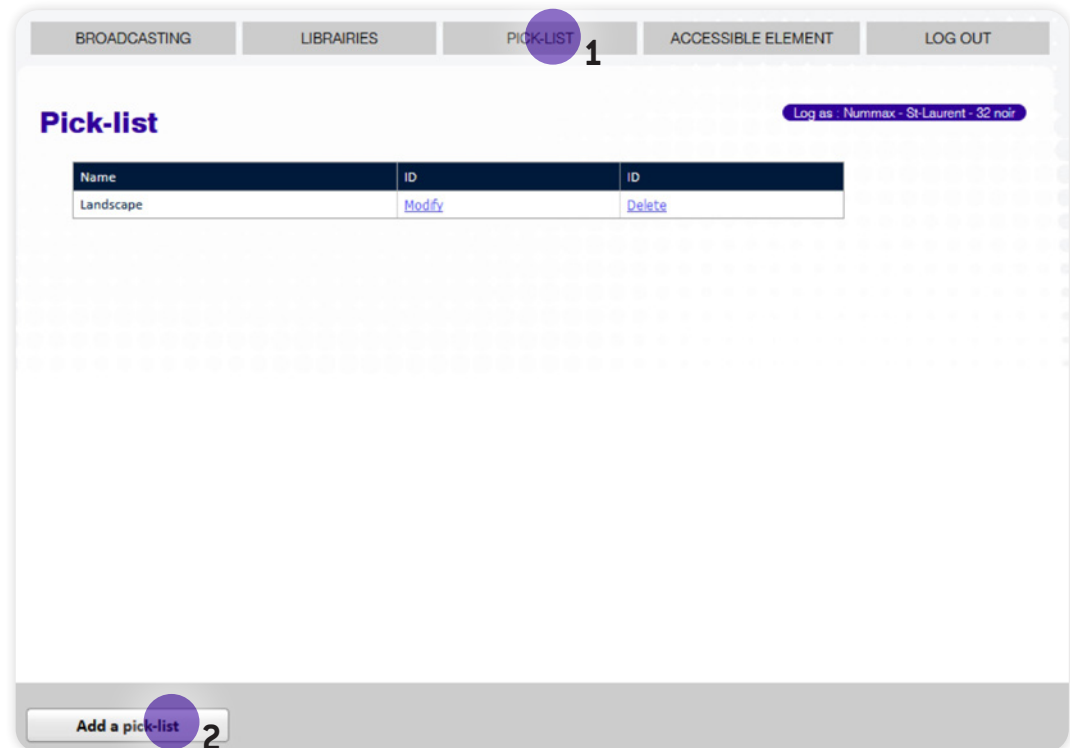 BROADCASTING LIBRAIRIES PICK-LIST ACCESSIBLE ELEMENT LOG OUT
1
Pick-list
Log as : Nummax - St-Laurent - 32 noir
Name ID ID
Landscape Modify Delete
Add a pick-list
2